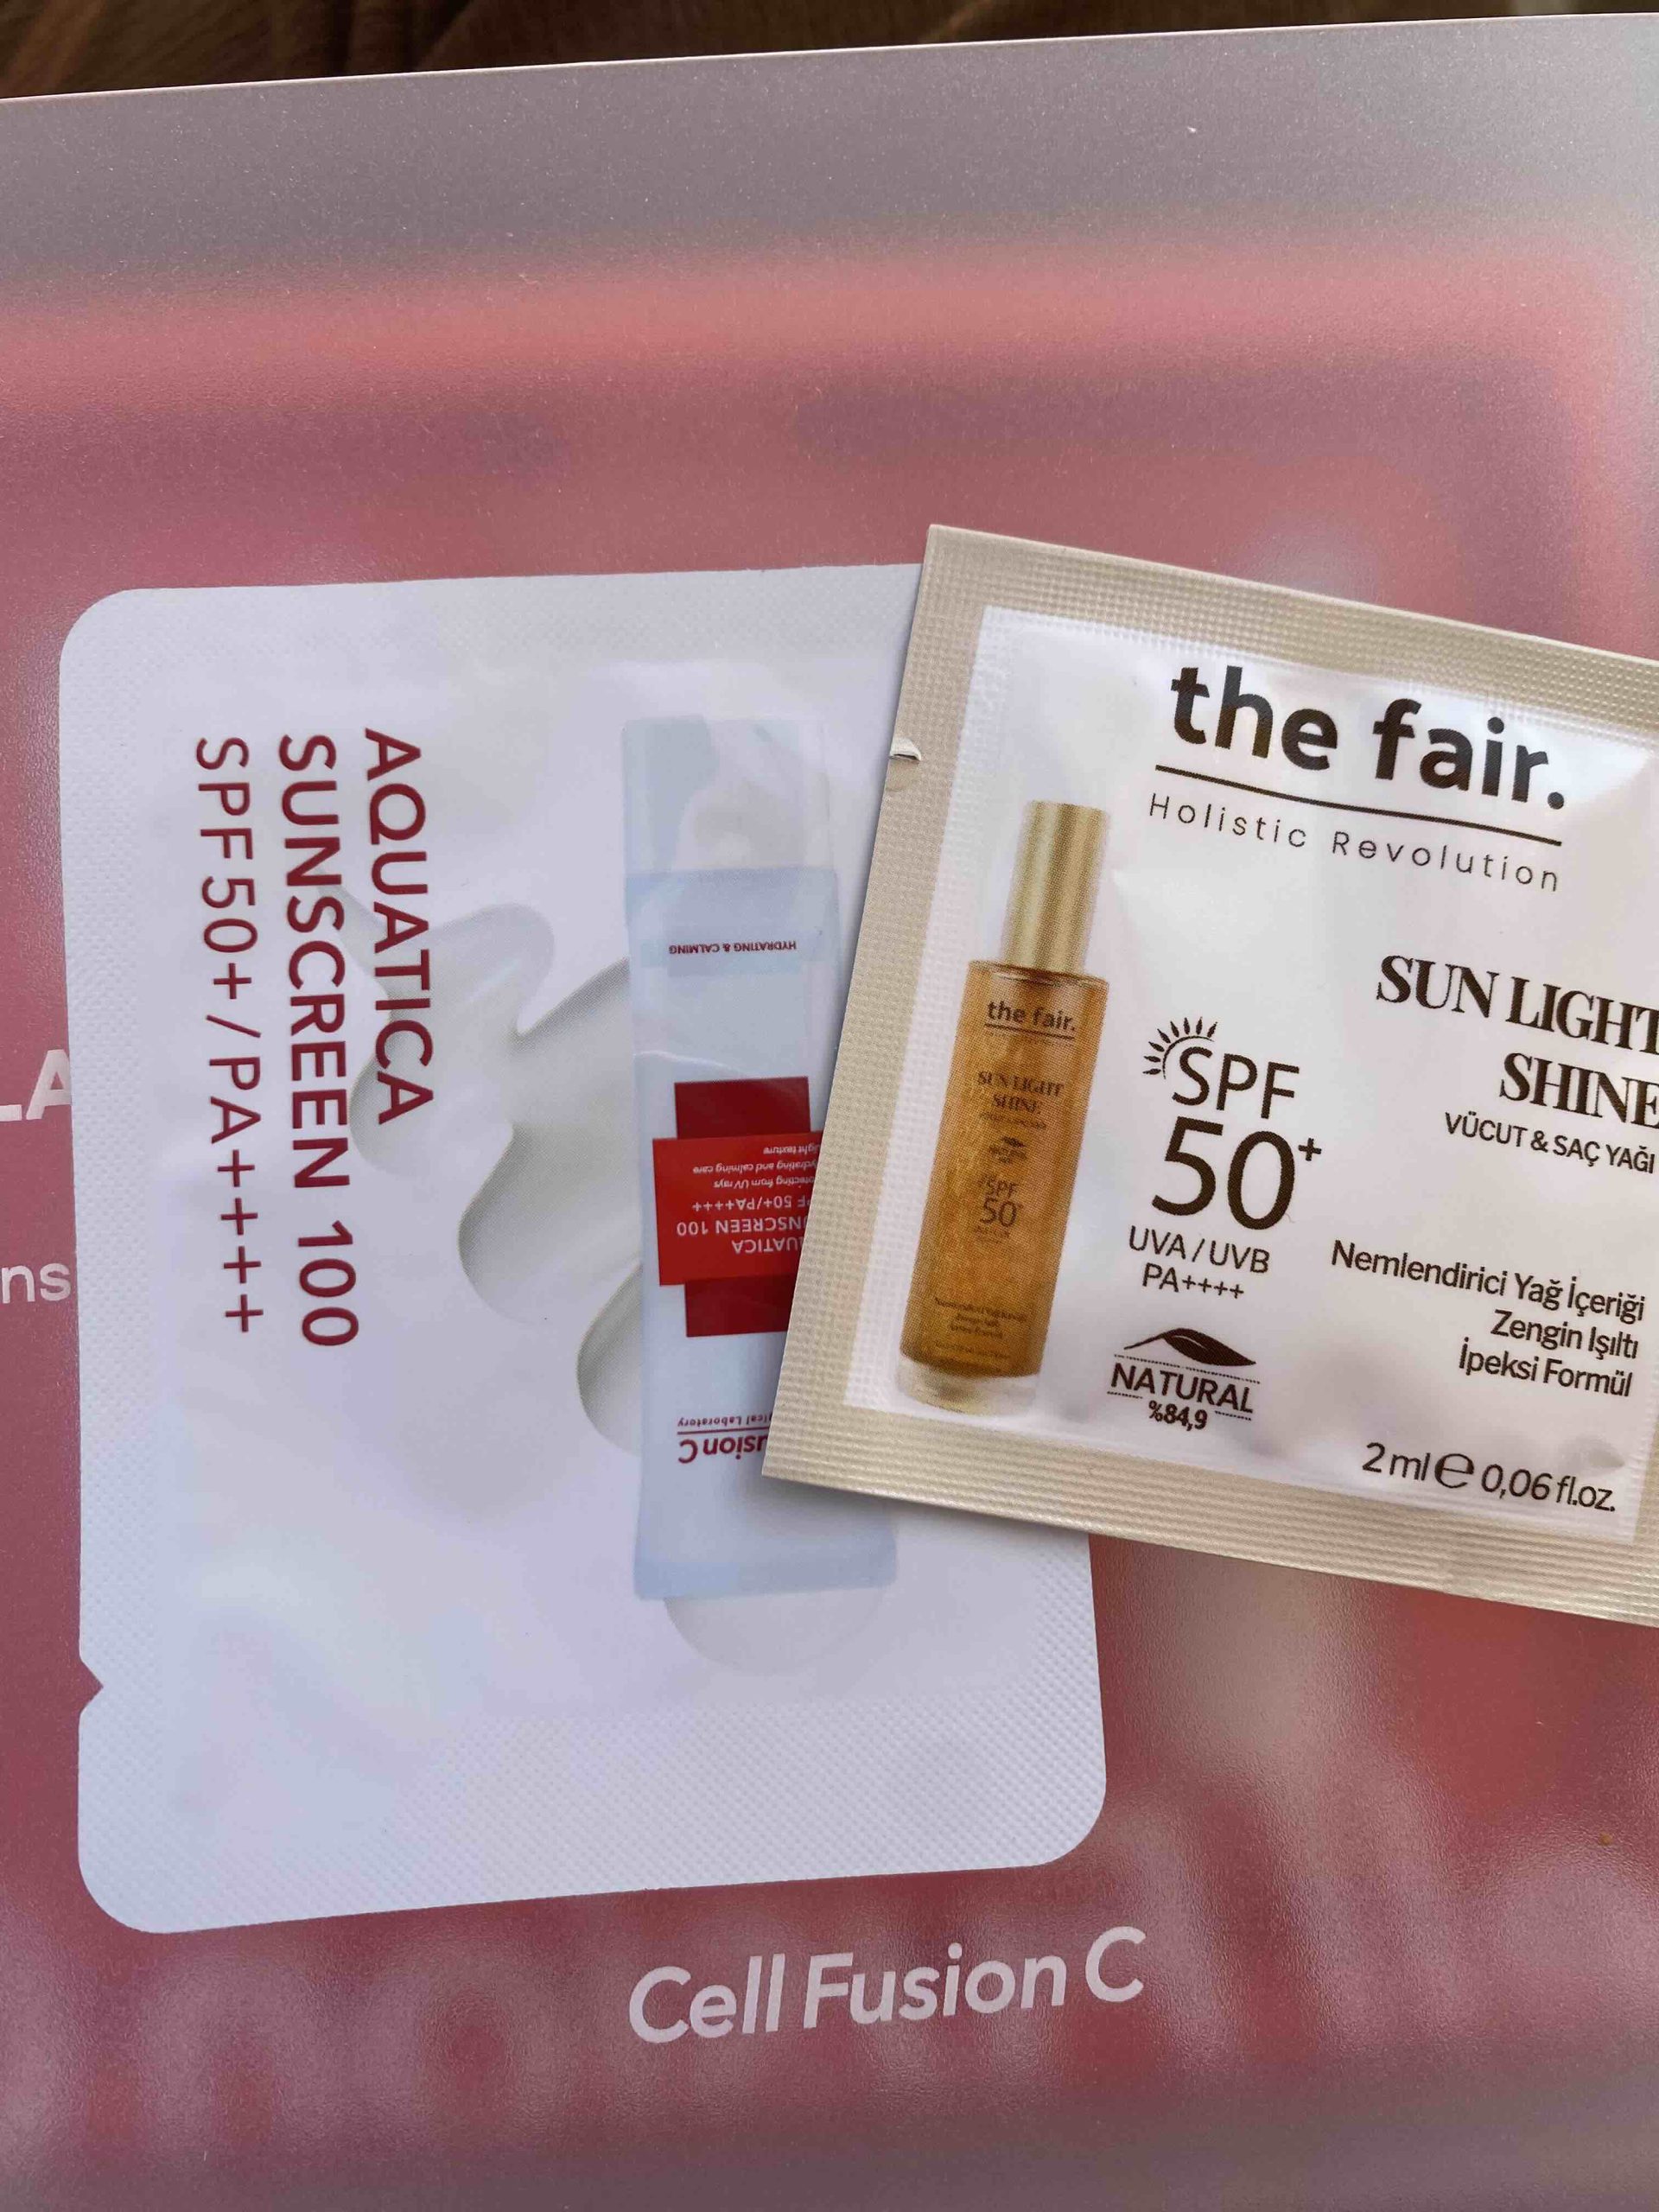 AQUATICA
SUNSCREEN 100
SPF50+/PA++++
HYDRATING & CALMING
100
the fair.
Holistic Revolution
the fair.
SUN LIGHT
SHINE
SPF
50+
SUN LIGHT
SHINE
VÜCUT & SAÇ YAĞI
SPF
50+
UVA/UVB
PA++++
NATURAL
%84,9
Nemlendirici Yağ İçeriği
Zengin Işıltı
İpeksi Formül
2 ml e 0,06 fl.oz.
Cell Fusion C